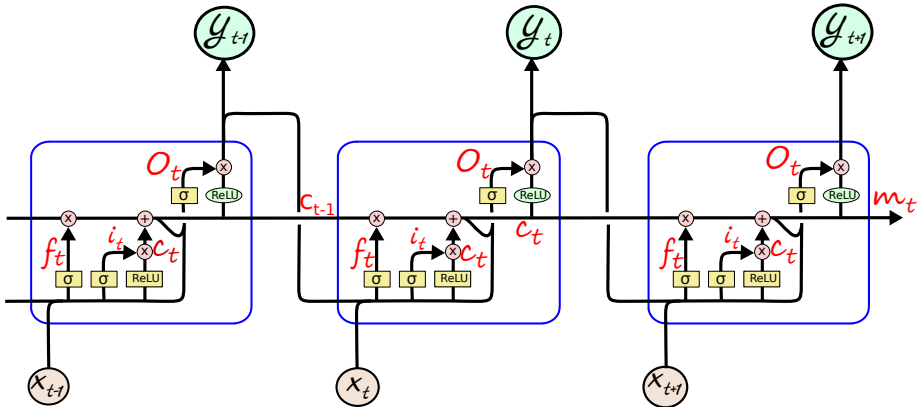 y t-1 y t y t+1
O t x O t x O t x
σ ReLU σ ReLU σ ReLU
x + c t-1 x + c t x + m t
f t i t x c t f t i t x c t f t i t x c t
σ σ ReLU σ σ ReLU σ σ ReLU
x t-1 x t x t+1